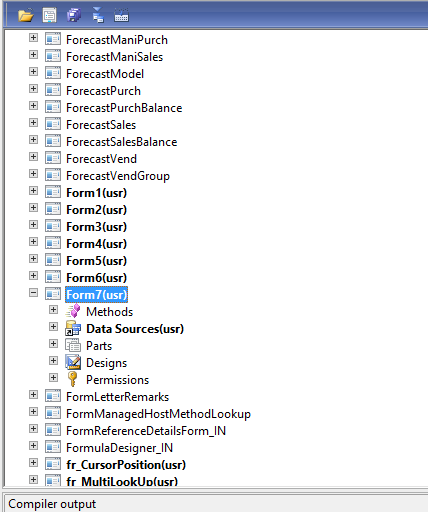 ForecastManiPurch
ForecastManiSales
ForecastModel
ForecastPurch
ForecastPurchBalance
ForecastSales
ForecastSalesBalance
ForecastVend
ForecastVendGroup
Form1(usr)
Form2(usr)
Form3(usr)
Form4(usr)
Form5(usr)
Form6(usr)
Form7(usr)
Methods
Data Sources(usr)
Parts
Designs
Permissions
FormLetterRemarks
FormManagedHostMethodLookup
FormReferenceDetailsForm_IN
FormulaDesigner_IN
fr_CursorPosition(usr)
fr_MultiLookUp(usr)
Compiler output